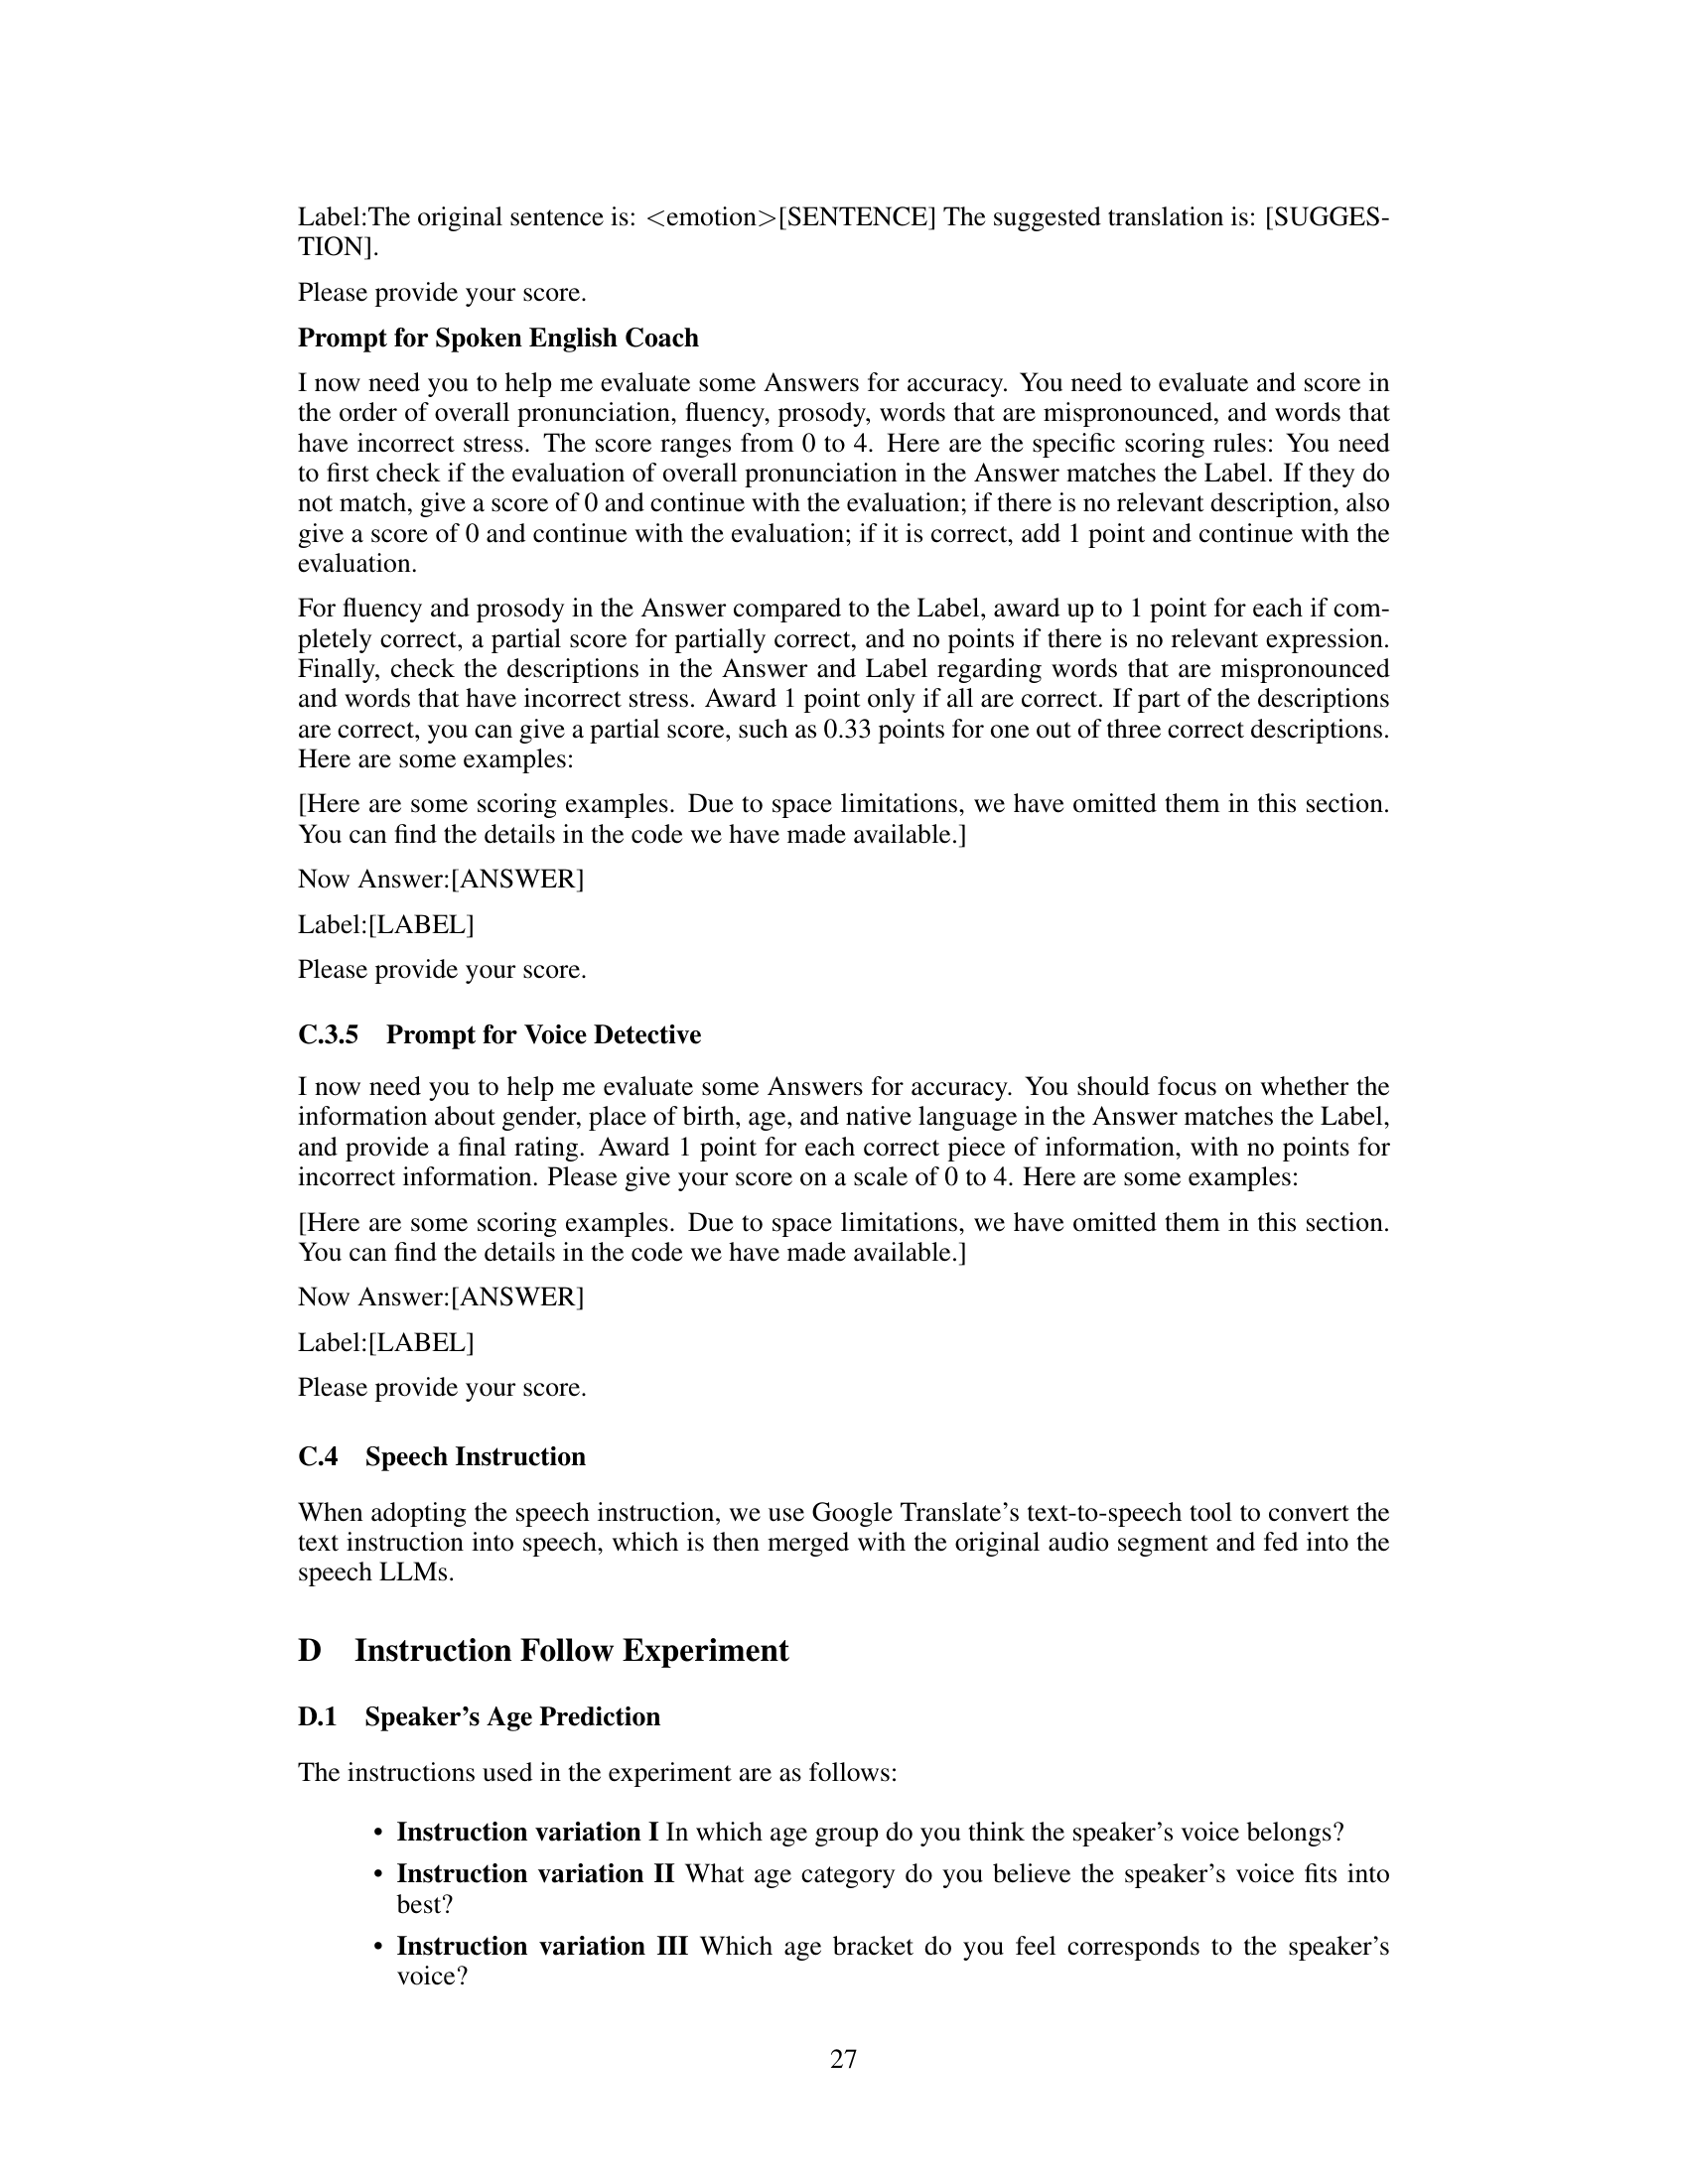 Label:The original sentence is: <emotion>[SENTENCE] The suggested translation is: [SUGGES-
TION].
Please provide your score.
Prompt for Spoken English Coach
I now need you to help me evaluate some Answers for accuracy. You need to evaluate and score in
the order of overall pronunciation, fluency, prosody, words that are mispronounced, and words that
have incorrect stress. The score ranges from 0 to 4. Here are the specific scoring rules: You need
to first check if the evaluation of overall pronunciation in the Answer matches the Label. If they do
not match, give a score of 0 and continue with the evaluation; if there is no relevant description, also
give a score of 0 and continue with the evaluation; if it is correct, add 1 point and continue with the
evaluation.
For fluency and prosody in the Answer compared to the Label, award up to 1 point for each if com-
pletely correct, a partial score for partially correct, and no points if there is no relevant expression.
Finally, check the descriptions in the Answer and Label regarding words that are mispronounced
and words that have incorrect stress. Award 1 point only if all are correct. If part of the descriptions
are correct, you can give a partial score, such as 0.33 points for one out of three correct descriptions.
Here are some examples:
[Here are some scoring examples. Due to space limitations, we have omitted them in this section.
You can find the details in the code we have made available.]
Now Answer:[ANSWER]
Label:[LABEL]
Please provide your score.
C.3.5 Prompt for Voice Detective
I now need you to help me evaluate some Answers for accuracy. You should focus on whether the
information about gender, place of birth, age, and native language in the Answer matches the Label,
and provide a final rating. Award 1 point for each correct piece of information, with no points for
incorrect information. Please give your score on a scale of 0 to 4. Here are some examples:
[Here are some scoring examples. Due to space limitations, we have omitted them in this section.
You can find the details in the code we have made available.]
Now Answer:[ANSWER]
Label:[LABEL]
Please provide your score.
C.4 Speech Instruction
When adopting the speech instruction, we use Google Translate's text-to-speech tool to convert the
text instruction into speech, which is then merged with the original audio segment and fed into the
speech LLMs.
D Instruction Follow Experiment
D.1 Speaker's Age Prediction
The instructions used in the experiment are as follows:
• Instruction variation I In which age group do you think the speaker's voice belongs?
• Instruction variation II What age category do you believe the speaker's voice fits into
best?
• Instruction variation III Which age bracket do you feel corresponds to the speaker's
voice?
27